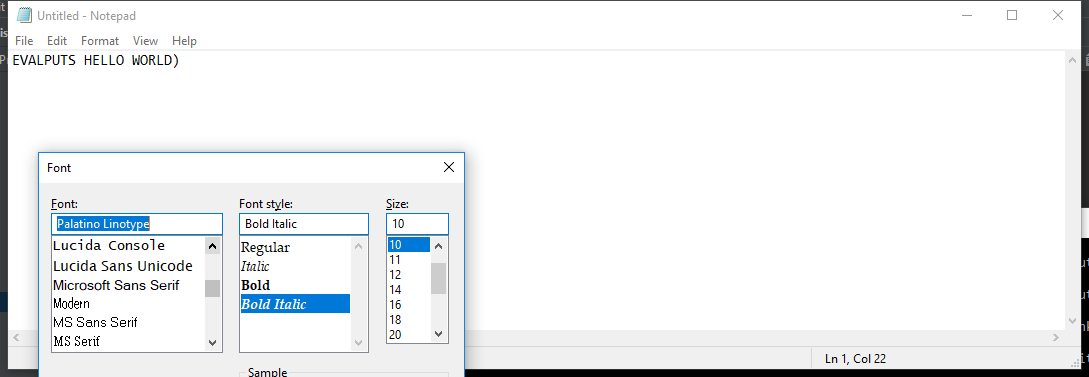 Untitled - Notepad
File Edit Format View Help
EVALPUTS HELLO WORLD)
Font
Font: Font style: Size:
Palatino Linotype Bold Italic 10
Lucida Console
Lucida Sans Unicode
Microsoft Sans Serif
Modern
MS Sans Serif
MS Serif
Regular
Italic
Bold
Bold Italic
10
11
12
14
16
18
20
Sample
Ln 1, Col 22